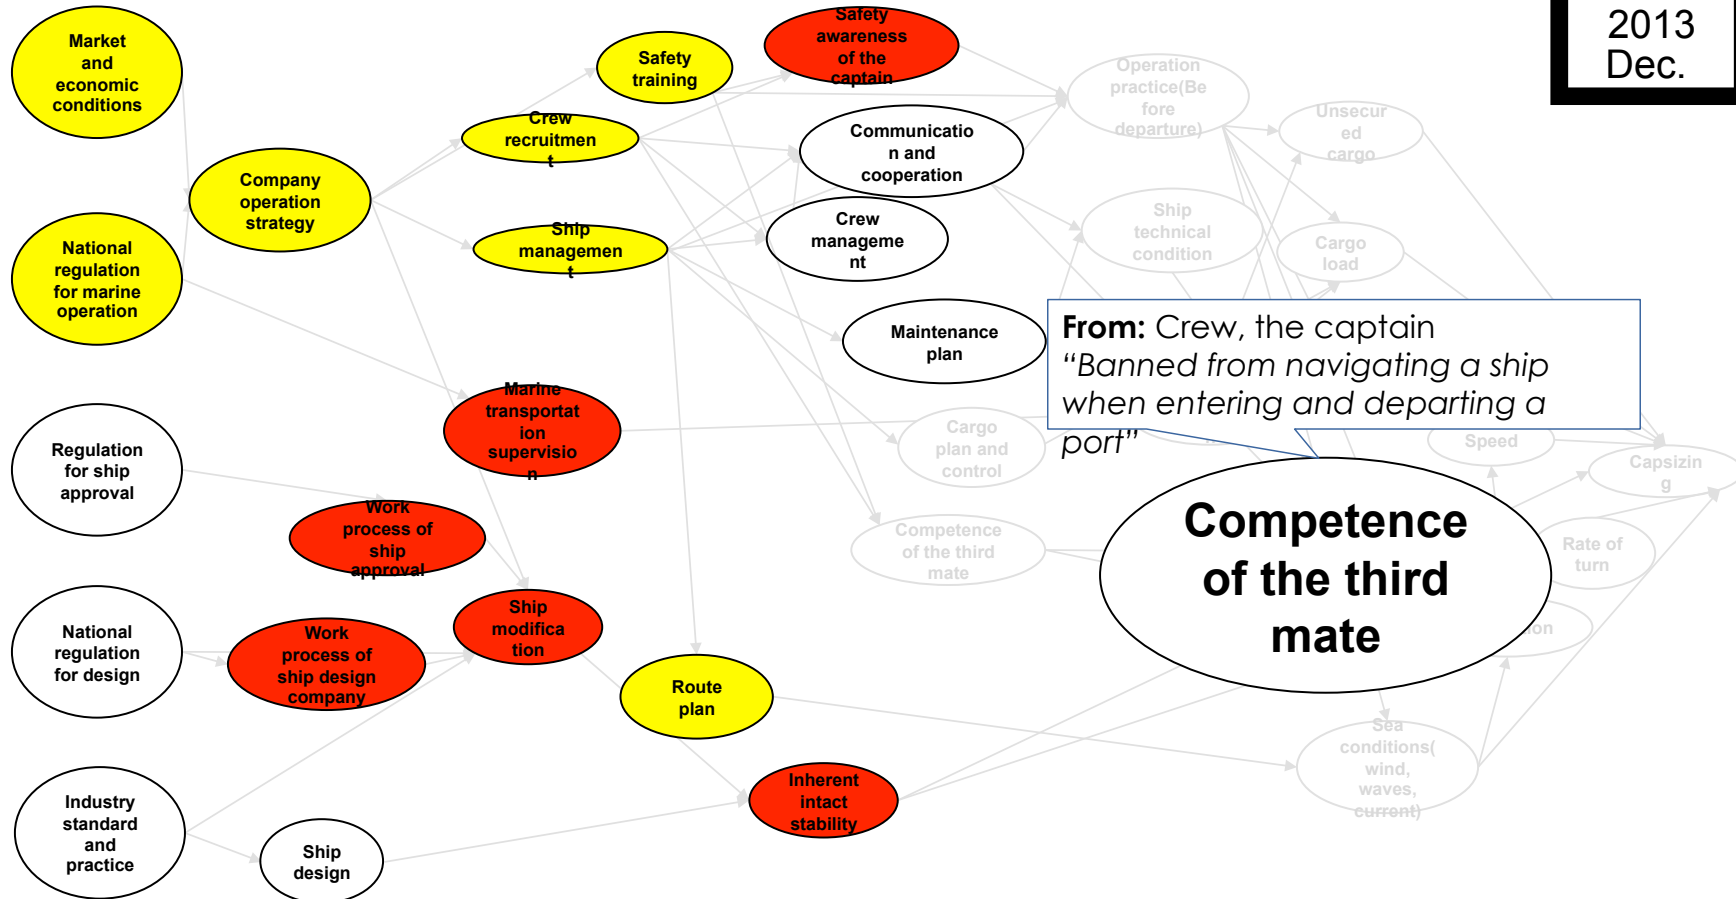 2013
Dec.
Market
and
economic
conditions
National
regulation
for marine
operation
Regulation
for ship
approval
National
regulation
for design
Industry
standard
and
practice
Company
operation
strategy
Work
process of
ship
approval
Work
process of
ship design
company
Ship
design
Safety
training
Crew
recruitmen
t
Ship
managemen
t
Marine
transportat
ion
supervisio
n
Ship
modifica
tion
Route
plan
Safety
awareness
of the
captain
Communicatio
n and
cooperation
Crew
manageme
nt
Maintenance
plan
Cargo
plan and
control
Competence
of the third
mate
Inherent
intact
stability
Operation
practice(Be
fore
departure)
Ship
technical
condition
Unsecur
ed
cargo
Cargo
load
From: Crew, the captain
“Banned from navigating a ship
when entering and departing a
port”
Speed
Capsizin
g
Competence
of the third
mate
Rate of
turn
on
Sea
conditions(
wind,
waves,
current)